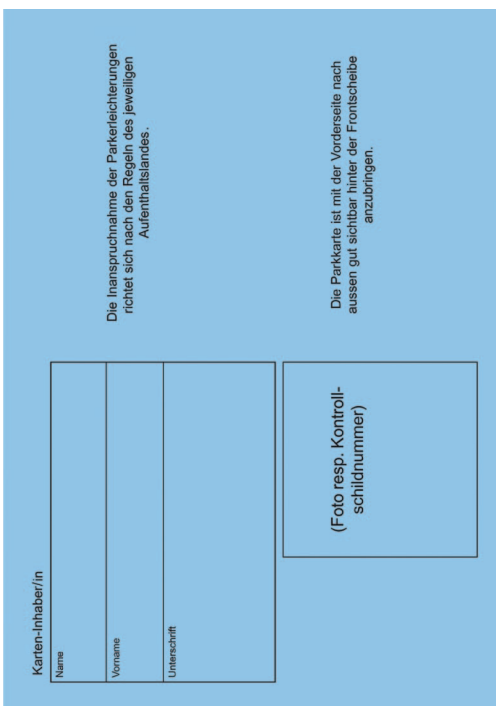 Karten-Inhaber/in
Name
Vorname
Unterschrift
(Foto resp. Kontroll-
schildnummer)
Die Inanspruchnahme der Parkerleichterungen
richtet sich nach den Regeln des jeweiligen
Aufenthaltslandes.
Die Parkkarte ist mit der Vorderseite nach
aussen gut sichtbar hinter der Frontscheibe
anzubringen.